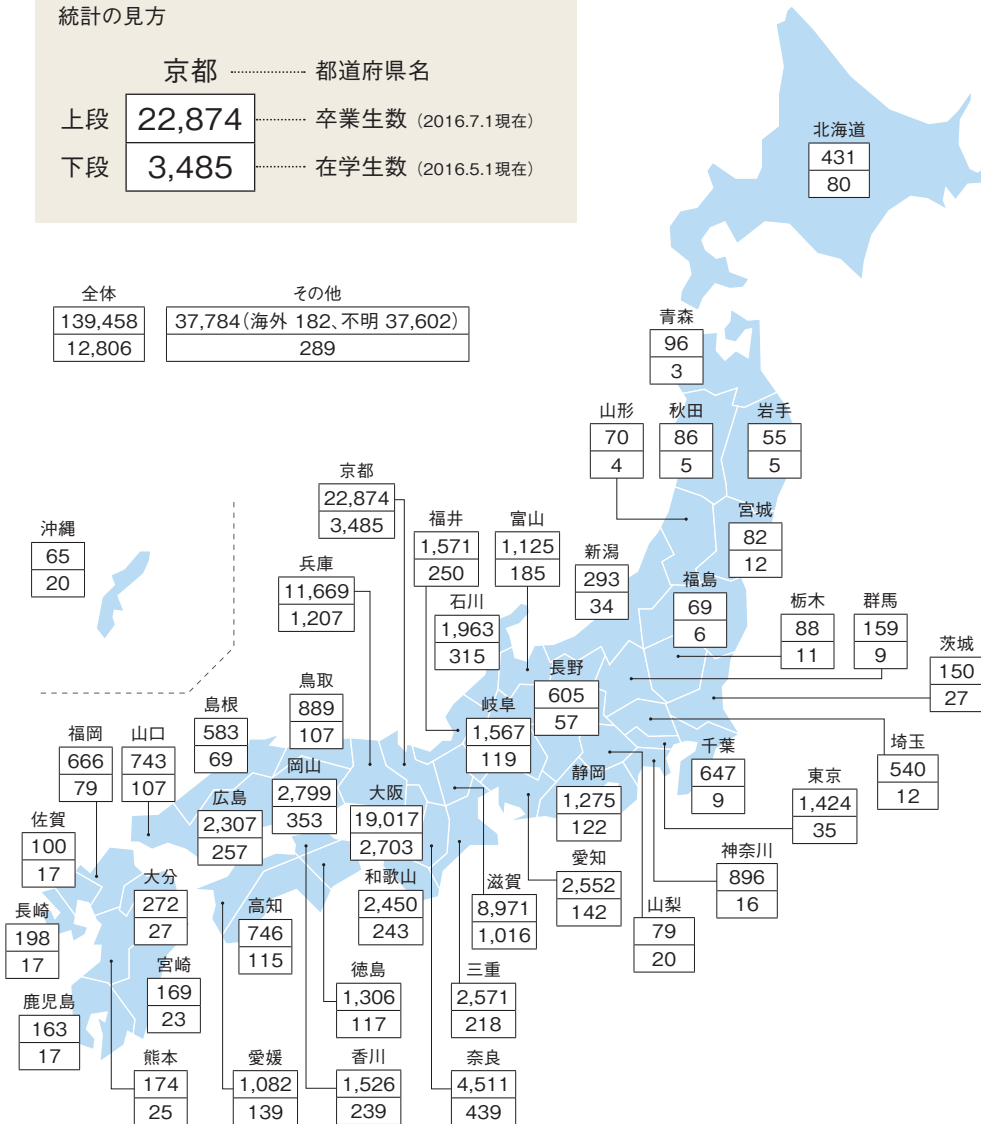 統計の見方
京都 都道府県名
上段 22,874 卒業生数 (2016.7.1現在)
下段 3,485 在学生数 (2016.5.1現在)
北海道
431
80
全体
139,458
12,806
その他
37,784(海外 182、不明 37,602)
289
青森
96
3
山形
70
4
秋田
86
5
岩手
55
5
京都
22,874
3,485
福井
1,571
250
富山
1,125
185
宮城
82
12
沖縄
65
20
兵庫
11,669
1,207
新潟
293
34
福島
69
6
石川
1,963
315
栃木
88
11
群馬
159
9
茨城
150
27
長野
605
57
鳥取
889
107
島根
583
69
岐阜
1,567
119
福岡
666
79
山口
743
107
千葉
647
9
埼玉
540
12
岡山
2,799
353
静岡
1,275
122
東京
1,424
35
広島
2,307
257
大阪
19,017
2,703
佐賀
100
17
神奈川
896
16
愛知
2,552
142
大分
272
27
和歌山
2,450
243
滋賀
8,971
1,016
高知
746
115
山梨
79
20
長崎
198
17
宮崎
169
23
徳島
1,306
117
三重
2,571
218
鹿児島
163
17
熊本
174
25
愛媛
1,082
139
香川
1,526
239
奈良
4,511
439